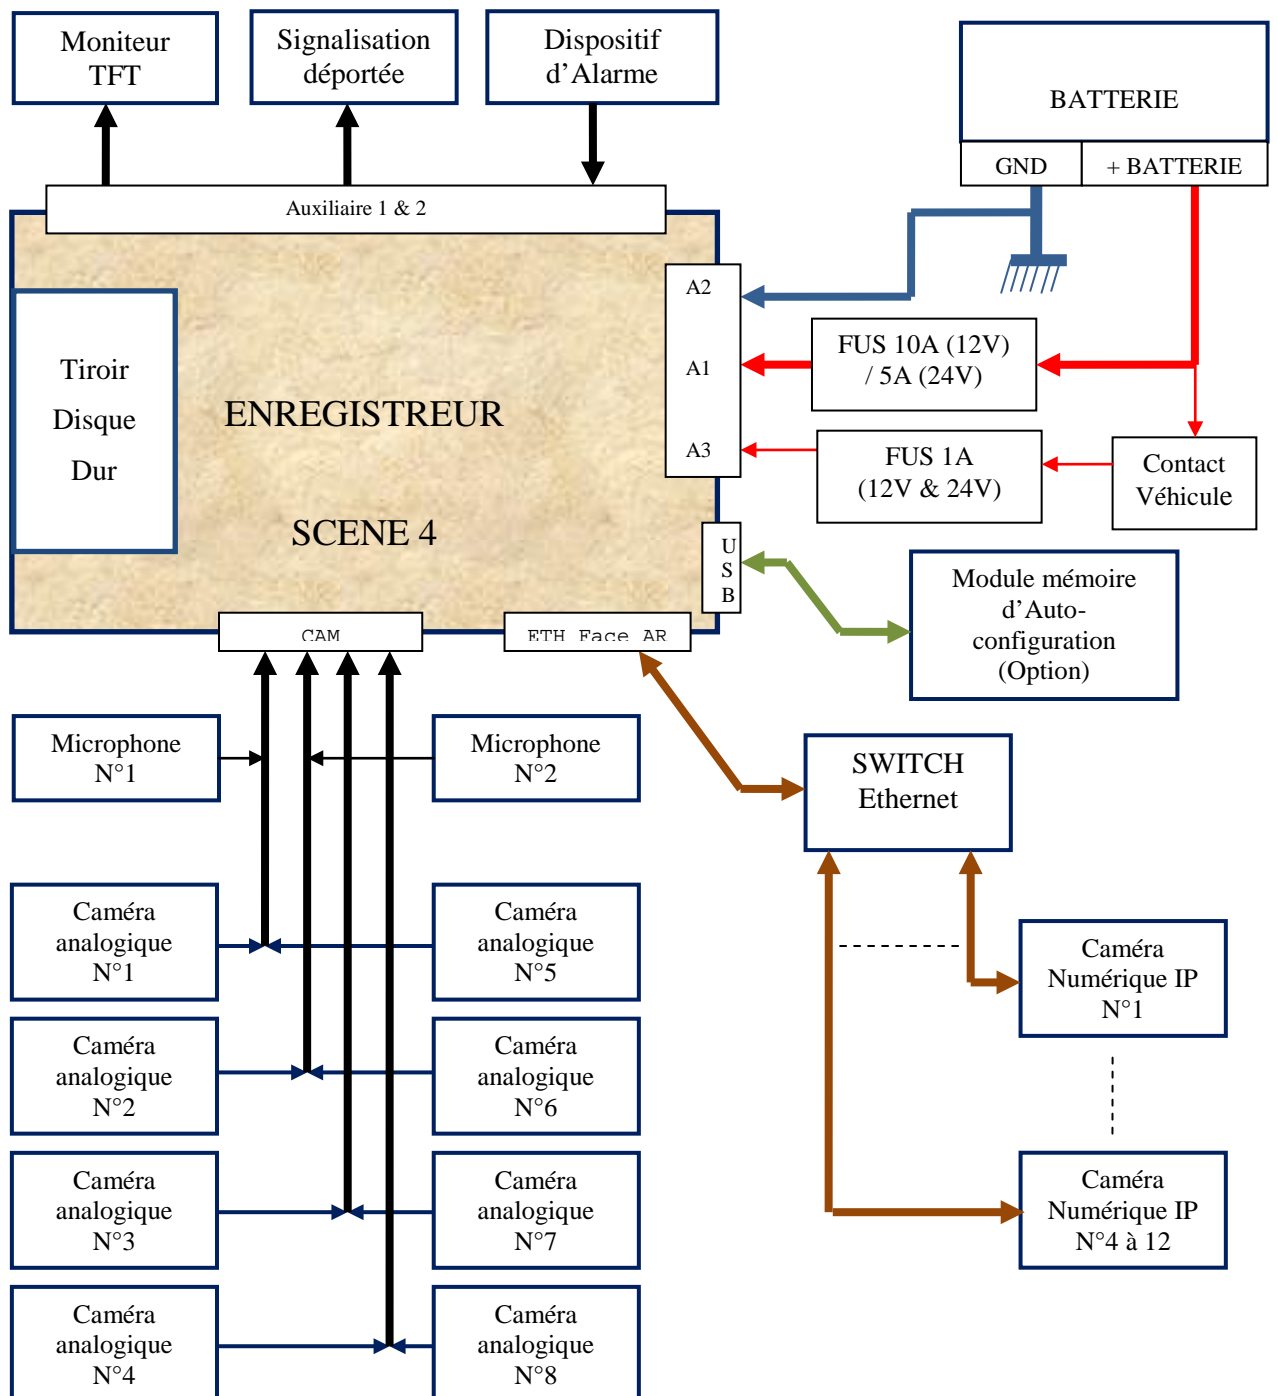 Moniteur
TFT
Signalisation
déportée
Dispositif
d’Alarme
BATTERIE
GND
+ BATTERIE
Auxiliaire 1 & 2
A2
A1
A3
FUS 10A (12V)
/ 5A (24V)
FUS 1A
(12V & 24V)
Contact
Véhicule
Tiroir
Disque
Dur
ENREGISTREUR
SCENE 4
U
S
B
Module mémoire
d’Auto-
configuration
(Option)
CAM
ETH Face AR
Microphone
N°1
Microphone
N°2
SWITCH
Ethernet
Caméra
analogique
N°1
Caméra
analogique
N°5
Caméra
Numérique IP
N°1
Caméra
analogique
N°2
Caméra
analogique
N°6
Caméra
analogique
N°3
Caméra
analogique
N°7
Caméra
Numérique IP
N°4 à 12
Caméra
analogique
N°4
Caméra
analogique
N°8